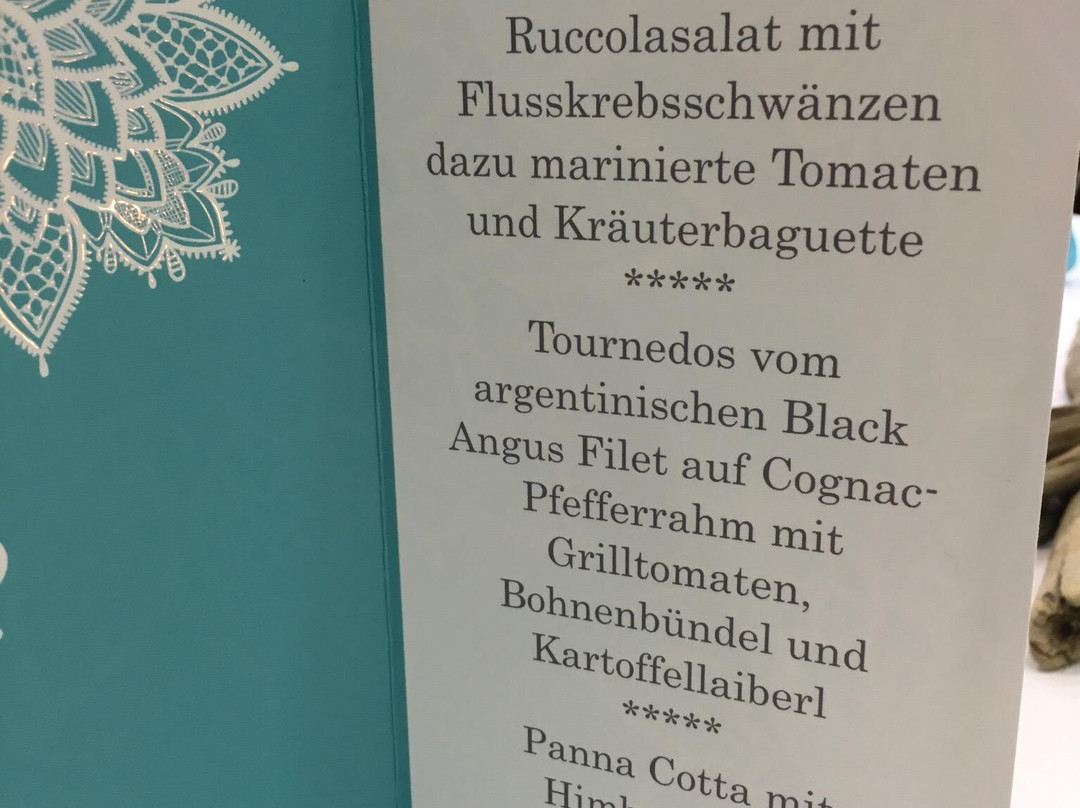 Ruccolasalat mit
Flusskrebsschwänzen
dazu marinierte Tomaten
und Kräuterbaguette
*****
Tournedos vom
argentinischen Black
Angus Filet auf Cognac-
Pfefferrahm mit
Grilltomaten,
Bohnenbündel und
Kartoffellaiberl
*****
Panna Cotta mit